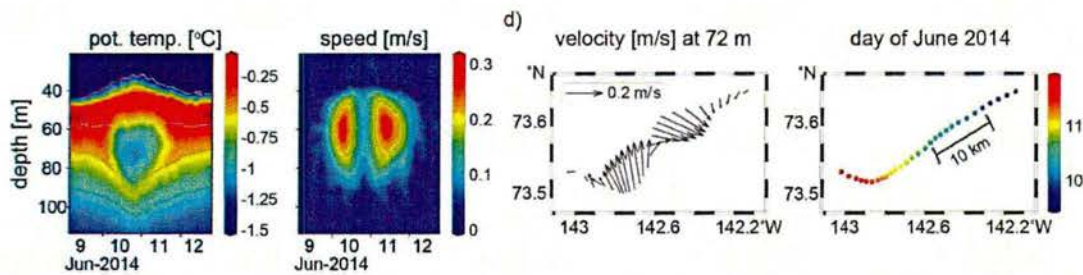 d)
pot. temp. [°C]
speed [m/s]
velocity [m/s] at 72 m
day of June 2014
depth [m]
40
60
80
100
9 10 11 12
Jun-2014
-0.25
-0.5
-0.75
-1
-1.25
-1.5
9 10 11 12
Jun-2014
0.3
0.2
0.1
0
°N
0.2 m/s
73.6
73.5
143 142.6 142.2°W
°N
73.6
73.5
10 km
143 142.6 142.2°W
11
10